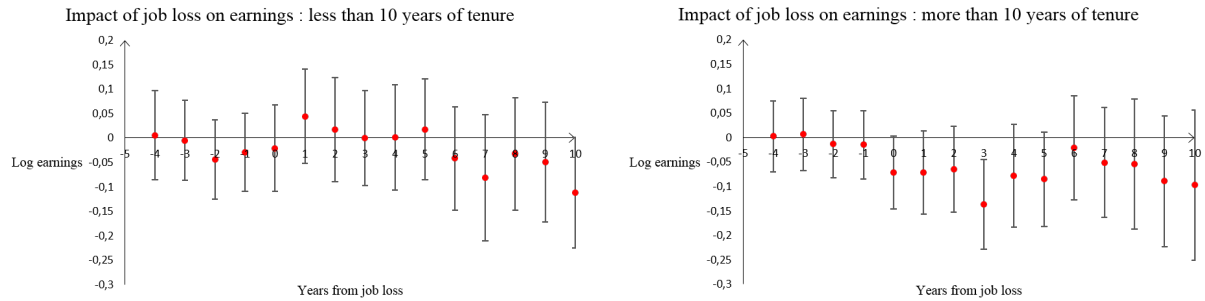 Impact of job loss on earnings : less than 10 years of tenure
0,2
0,15
0,1
0,05
0
-5 -4 -3 -2 -1 0 1 2 3 4 5 6 7 8 9 10
Log earnings
-0,05
-0,1
-0,15
-0,2
-0,25
-0,3
Years from job loss
Impact of job loss on earnings : more than 10 years of tenure
0,2
0,15
0,1
0,05
0
-5 -4 -3 -2 -1 0 1 2 3 4 5 6 7 8 9 10
Log earnings
-0,05
-0,1
-0,15
-0,2
-0,25
-0,3
Years from job loss